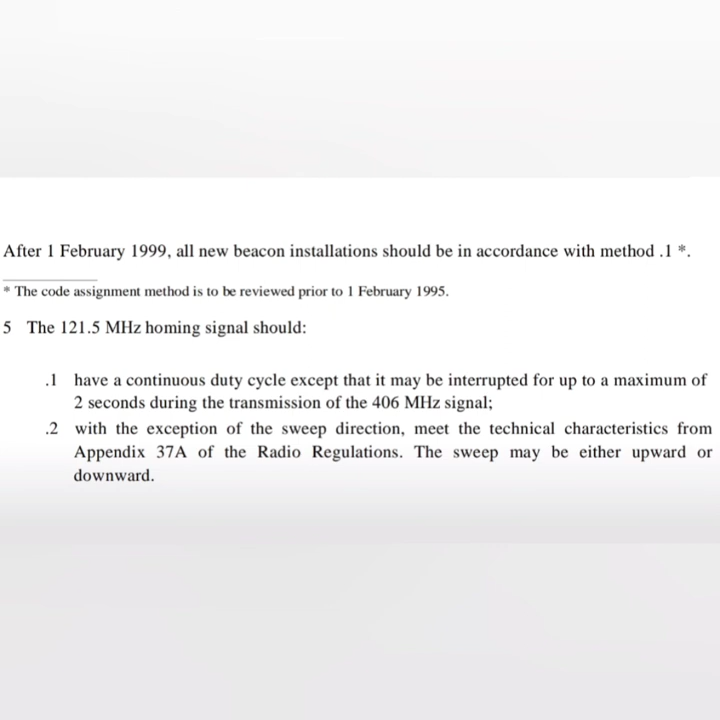 After 1 February 1999, all new beacon installations should be in accordance with method .1 *.
* The code assignment method is to be reviewed prior to 1 February 1995.
5 The 121.5 MHz homing signal should:
.1 have a continuous duty cycle except that it may be interrupted for up to a maximum of
2 seconds during the transmission of the 406 MHz signal;
.2 with the exception of the sweep direction, meet the technical characteristics from
Appendix 37A of the Radio Regulations. The sweep may be either upward or
downward.